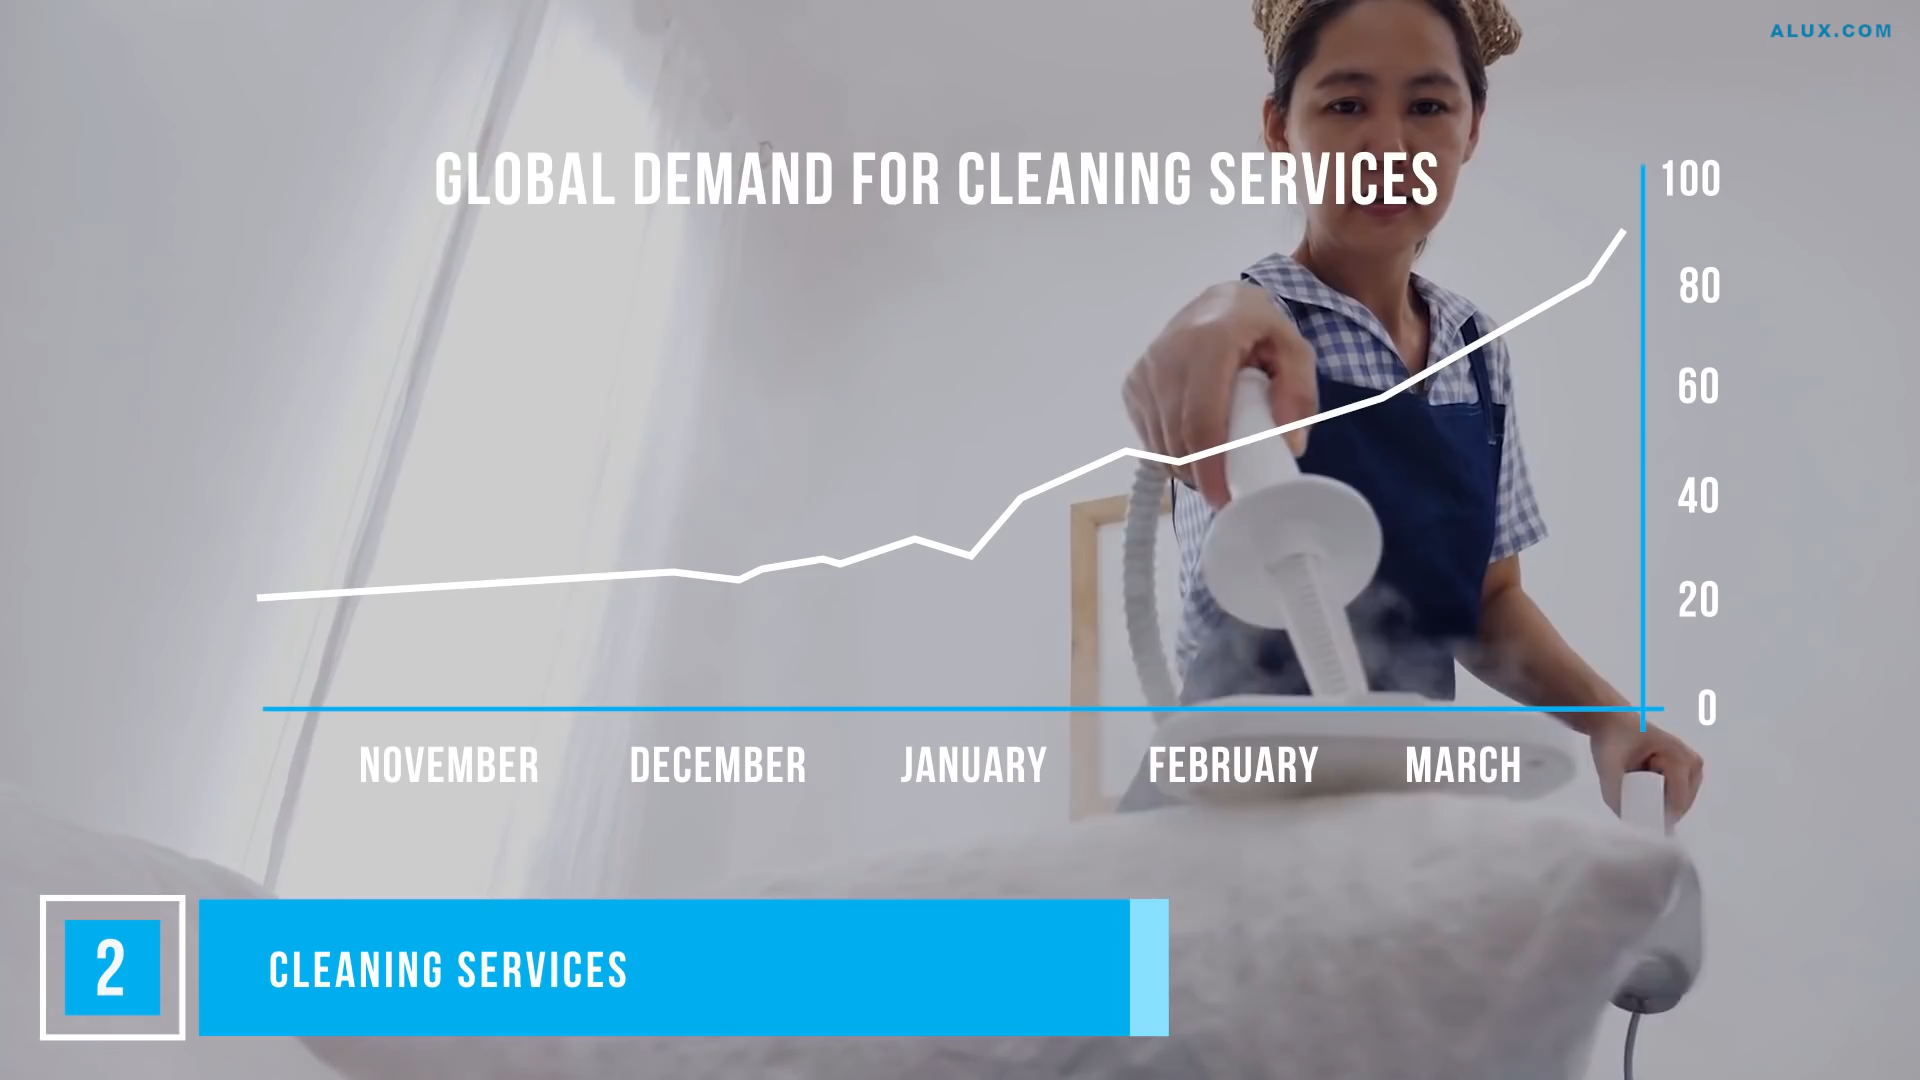 ALUX.COM
GLOBAL DEMAND FOR CLEANING SERVICES
100
80
60
40
20
0
NOVEMBER DECEMBER JANUARY FEBRUARY MARCH
2 CLEANING SERVICES